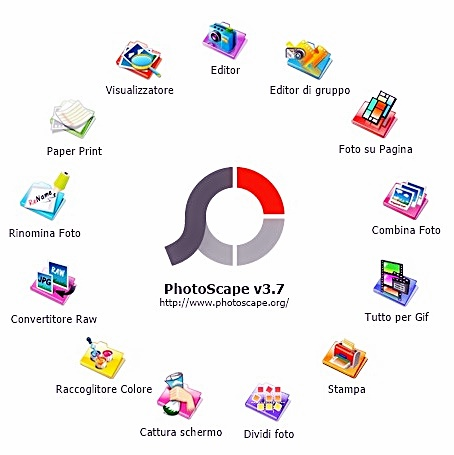 Editor
Visualizzatore
Editor di gruppo
Paper Print
Foto su Pagina
ReName
Rinomina Foto
Combina Foto
RAW
JPG
PhotoScape v3.7
http://www.photoscape.org/
Convertitore Raw
Tutto per Gif
Raccoglitore Colore
Stampa
Cattura schermo
Dividi foto